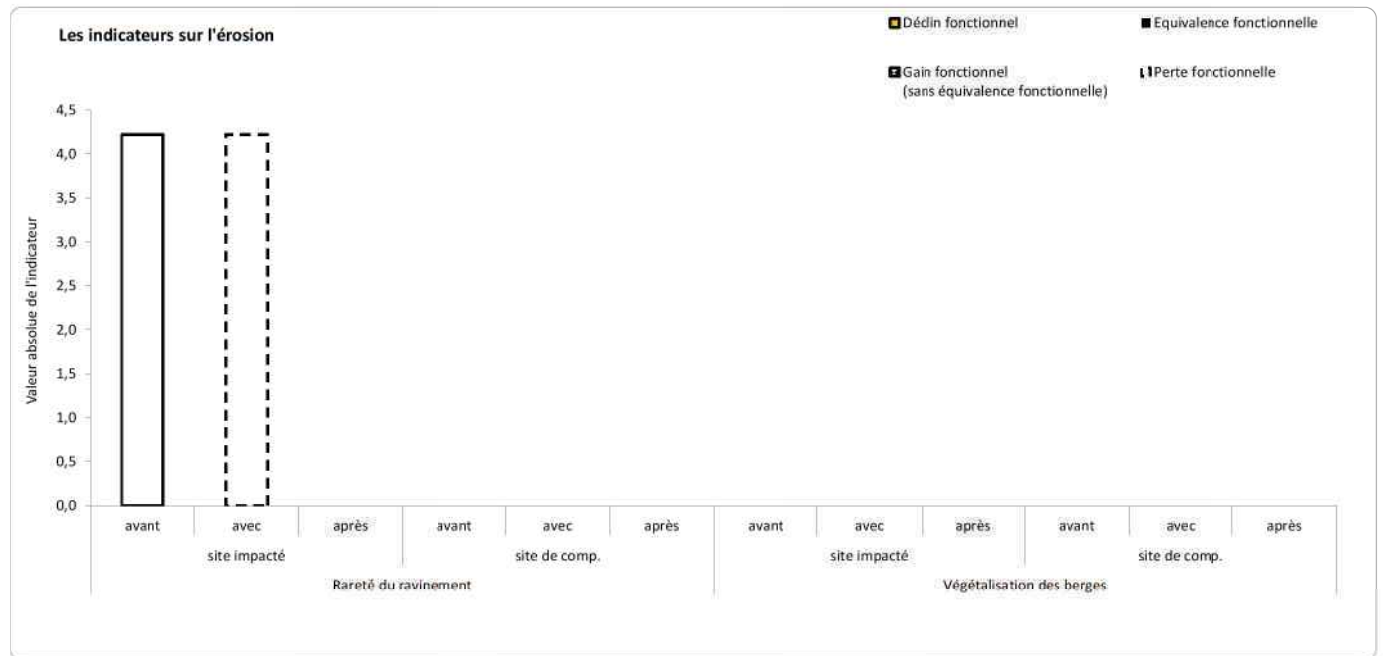 Les indicateurs sur l'érosion
Déclin fonctionnel
Equivalence fonctionnelle
Gain fonctionnel
(sans équivalence fonctionnelle)
Perte fonctionnelle
Valeur absolue de l'indicateur
4,5
4,0
3,5
3,0
2,5
2,0
1,5
1,0
0,5
0,0
avant avec après avant avec après avant avec après avant avec après
site impacté site de comp. site impacté site de comp.
Rareté du ravinement Végétalisation des berges